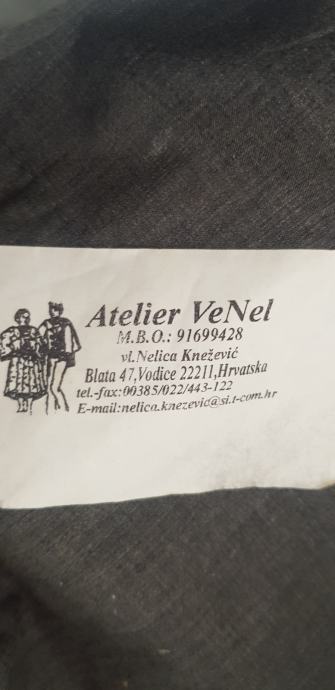 Atelier VeNel
M.B.O.: 91699428
vl.Nelica Knežević
Blata 47,Vodice 22211,Hrvatska
tel.-fax:00385/022/443-122
E-mail:nelica.knezevic@si.t-com.hr